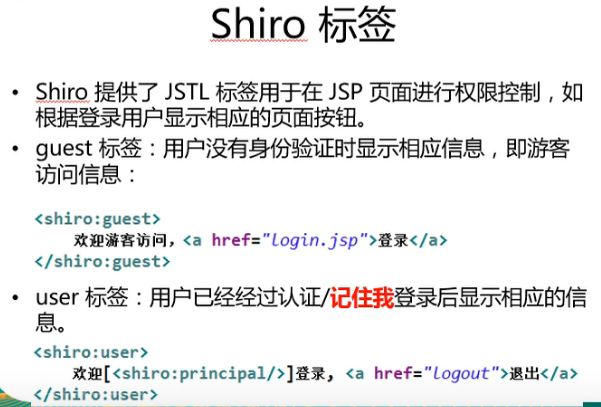 Shiro 标签
• Shiro 提供了 JSTL 标签用于在 JSP 页面进行权限控制，如
根据登录用户显示相应的页面按钮。
• guest 标签：用户没有身份验证时显示相应信息，即游客
访问信息：
<shiro:guest>
欢迎游客访问，<a href="login.jsp">登录</a>
</shiro:guest>
• user 标签：用户已经经过认证/记住我登录后显示相应的信
息。
<shiro:user>
欢迎[<shiro:principal/>]登录，<a href="logout">退出</a>
</shiro:user>